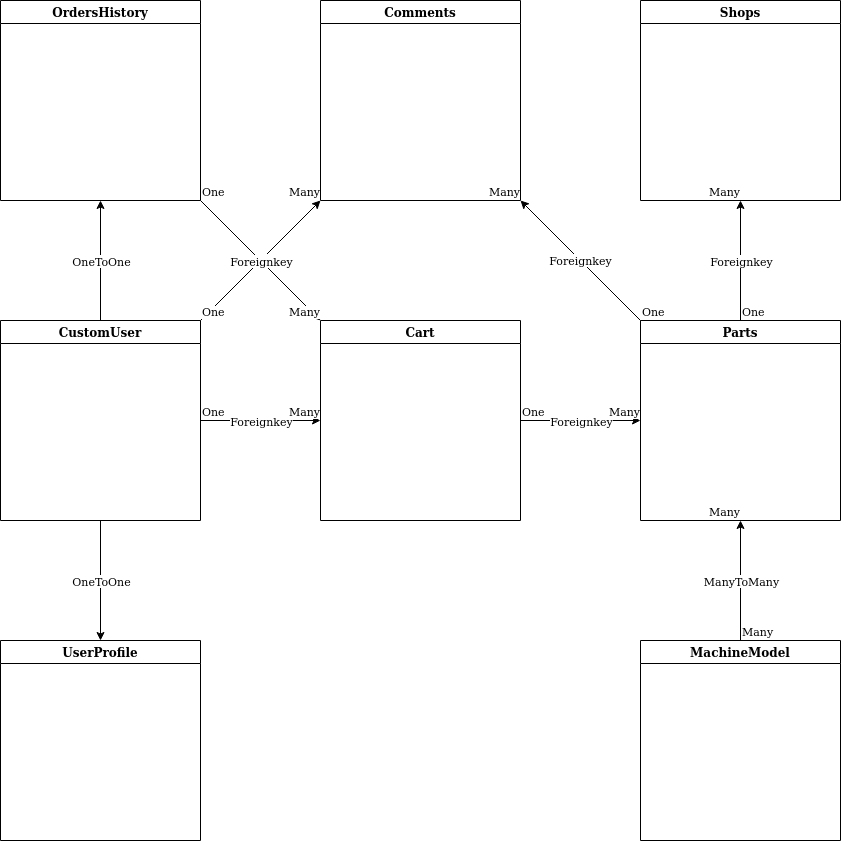 OrdersHistory
Comments
Shops
One
Many
Many
Many
OneToOne
Foreignkey
Foreignkey
Foreignkey
One
Many
One
One
CustomUser
Cart
Parts
One
Foreignkey
Many
One
Foreignkey
Many
Many
OneToOne
ManyToMany
Many
UserProfile
MachineModel